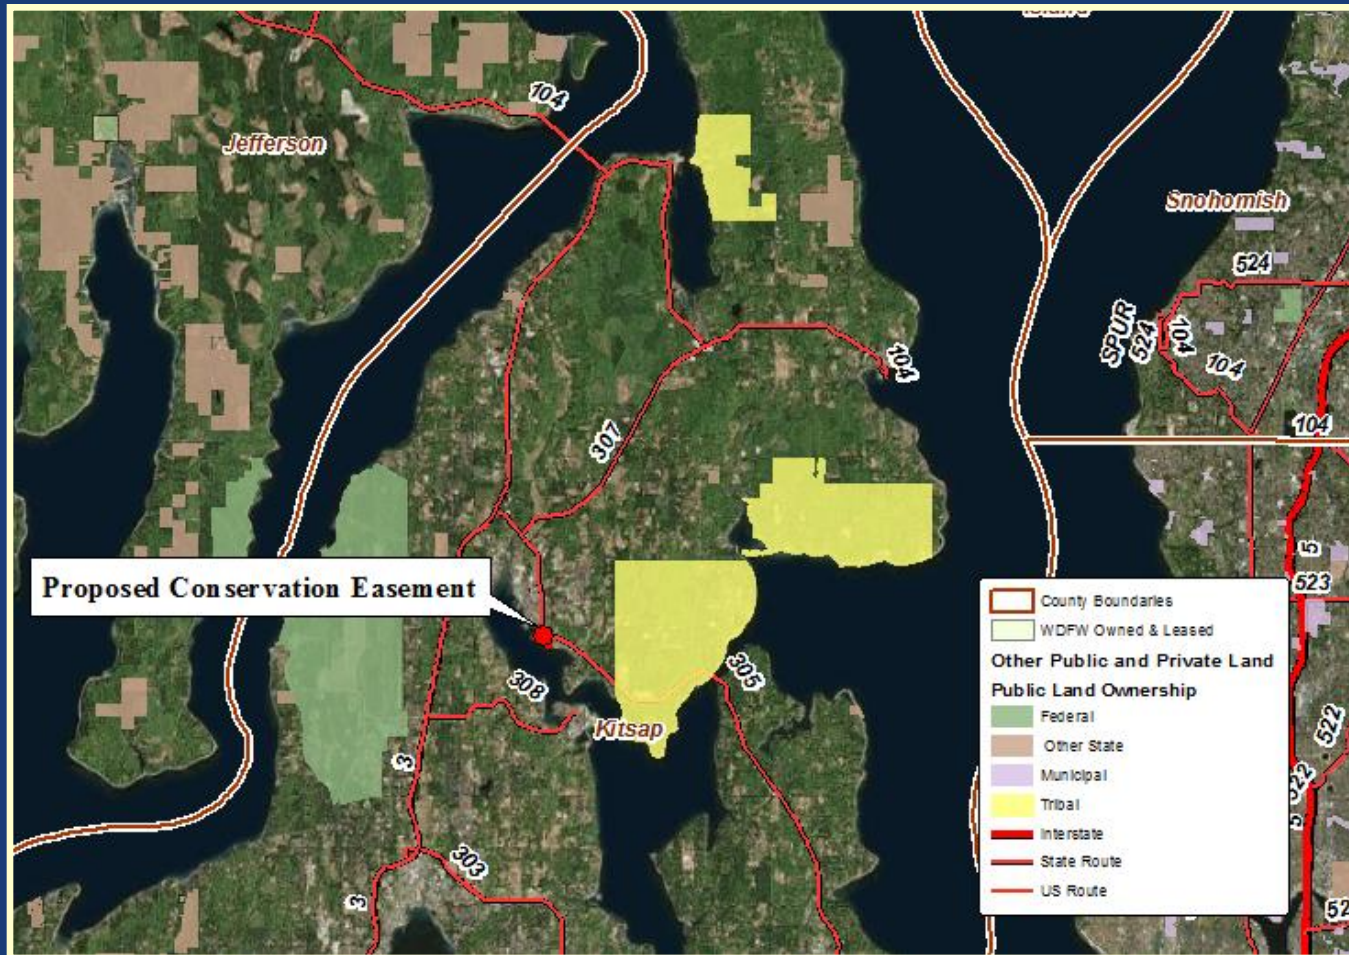 Island
104
Jefferson
Snohomish
524
SPUR
524
104
104
104
104
307
5
523
Proposed Conservation Easement
305
308
Kitsap
3
303
3
522
522
5
52
County Boundaries
WDFW Owned & Leased
Other Public and Private Land
Public Land Ownership
Federal
Other State
Municipal
Tribal
Interstate
State Route
US Route